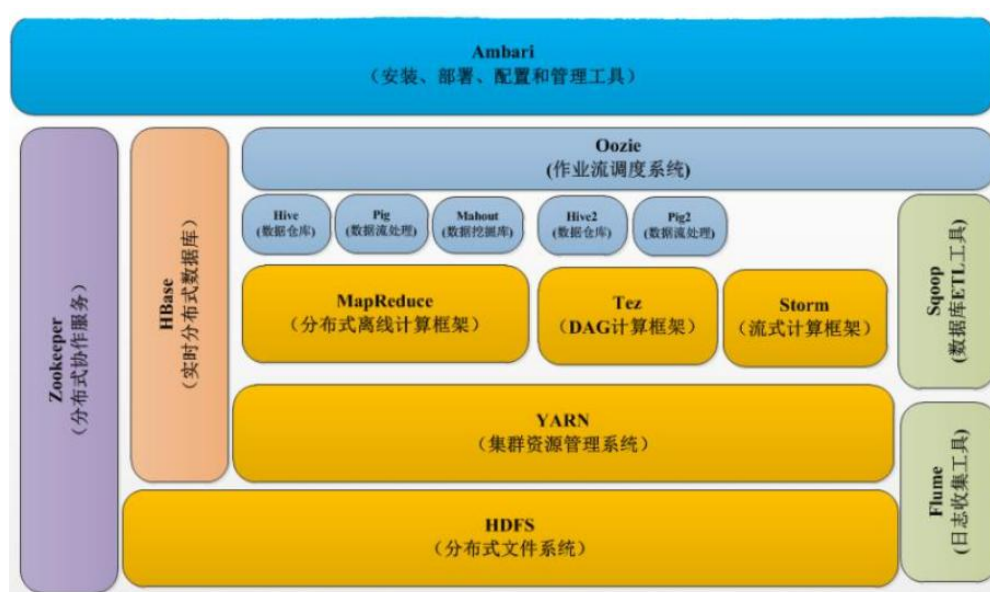 Ambari
（安装、部署、配置和管理工具）
Zookeeper
（分布式协作服务）
HBase
（实时分布式数据库）
Oozie
(作业流调度系统)
Hive
(数据仓库)
Pig
(数据流处理)
Mahout
(数据挖掘库)
Hive2
(数据仓库)
Pig2
(数据流处理)
MapReduce
（分布式离线计算框架）
Tez
（DAG计算框架）
Storm
（流式计算框架）
Sqoop
(数据库ETL工具)
YARN
（集群资源管理系统）
Flume
(日志收集工具)
HDFS
（分布式文件系统）